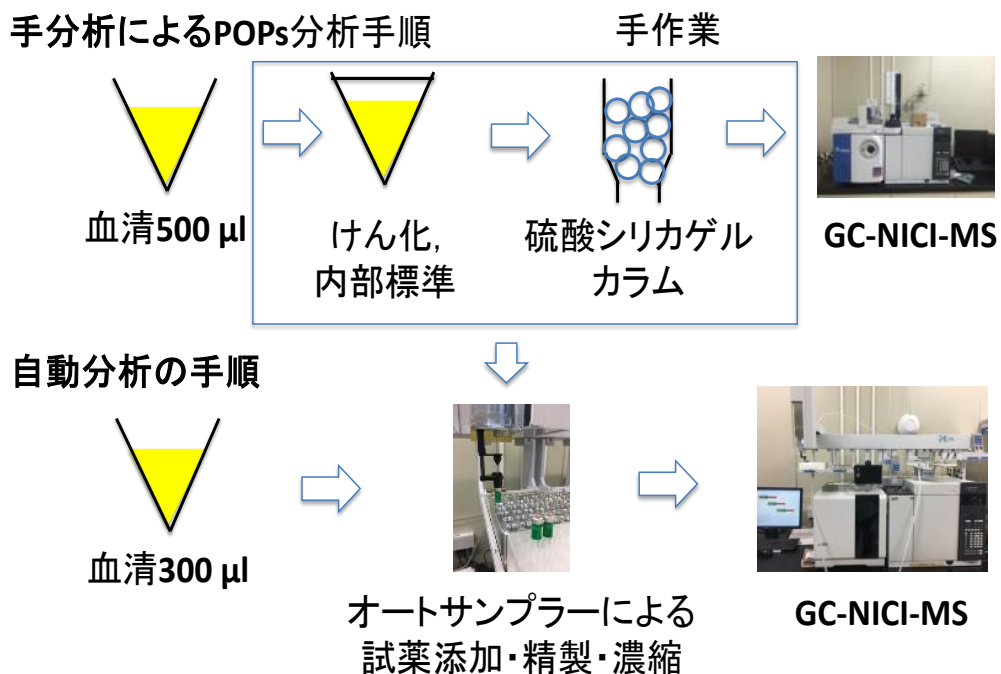 手分析によるPOPs分析手順
手作業
血清500 µl
けん化,
内部標準
硫酸シリカゲル
カラム
GC-NICI-MS
自動分析の手順
血清300 µl
オートサンプラーによる
試薬添加・精製・濃縮
GC-NICI-MS